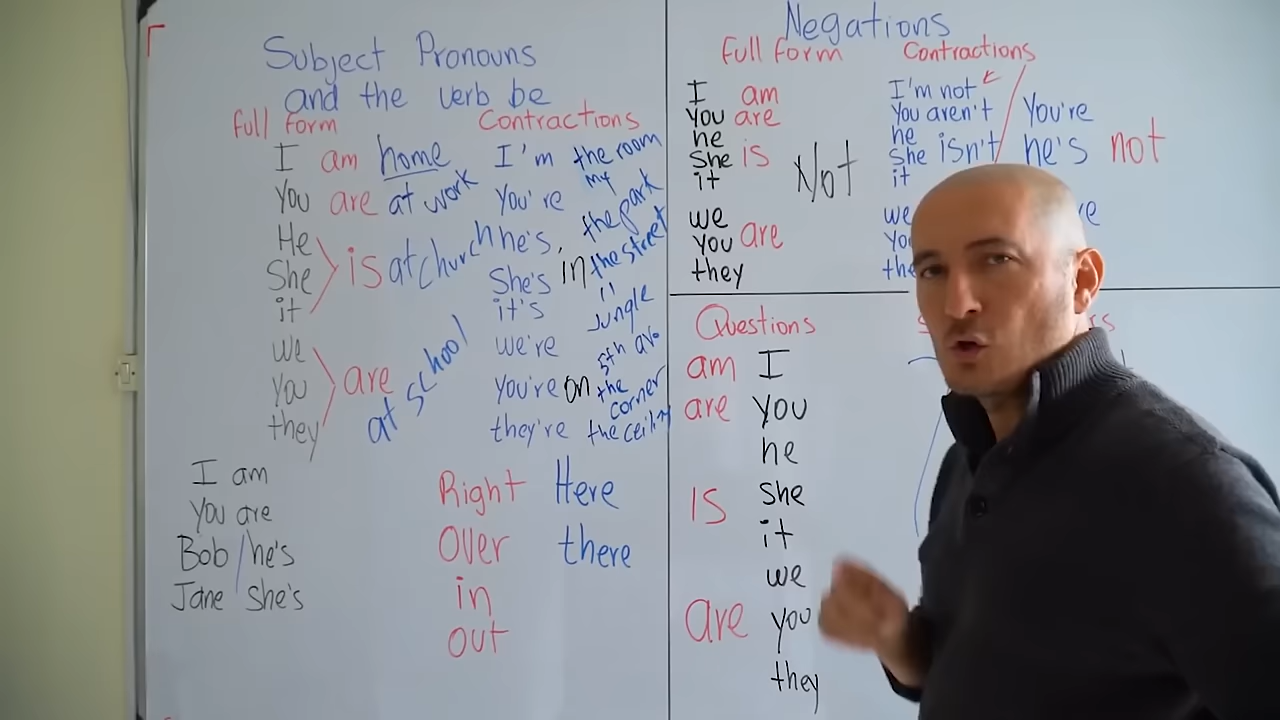 Subject Pronouns
and the verb be
full form
Contractions
I am home
You are at work
He
She
it
is at church
we
You
they
are
at school
I'm
You're
he's,
She's
it's
we're
you're
they're
in
the room
my
the park
the street
"
Jungle
on
5th av.
the corner
the ceiling
I am
You are
Bob / he's
Jane / she's
Right Here
Over there
in
out
Negations
Full form
Contractions
I am
You are
he
She is
it
we
you are
they
Not
I'm not
You aren't
he
She isn't
it
we
You're
he's not
Questions
am I
are you
he
Is she
it
we
are you
they